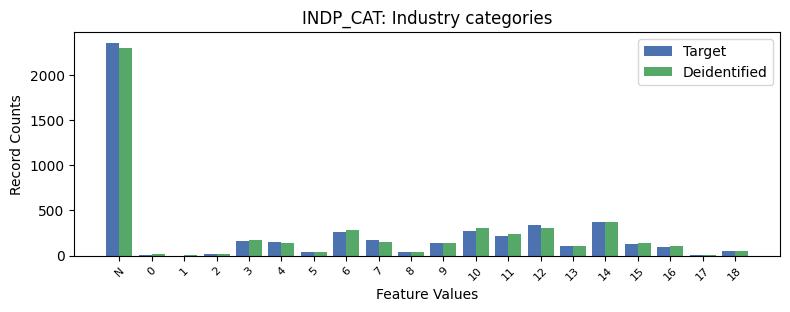 INDP_CAT: Industry categories
Target
Deidentified
Record Counts
2000
1500
1000
500
0
N 0 1 2 3 4 5 6 7 8 9 10 11 12 13 14 15 16 17 18
Feature Values